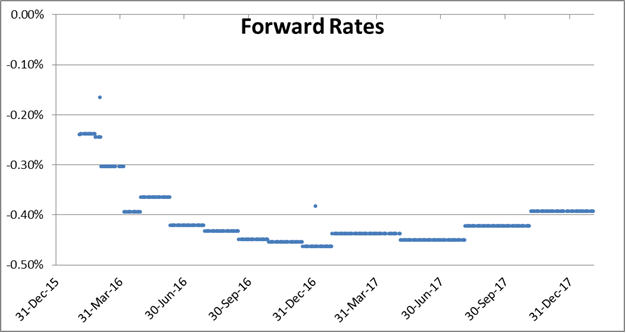 Forward Rates
0.00%
-0.10%
-0.20%
-0.30%
-0.40%
-0.50%
31-Dec-15
31-Mar-16
30-Jun-16
30-Sep-16
31-Dec-16
31-Mar-17
30-Jun-17
30-Sep-17
31-Dec-17